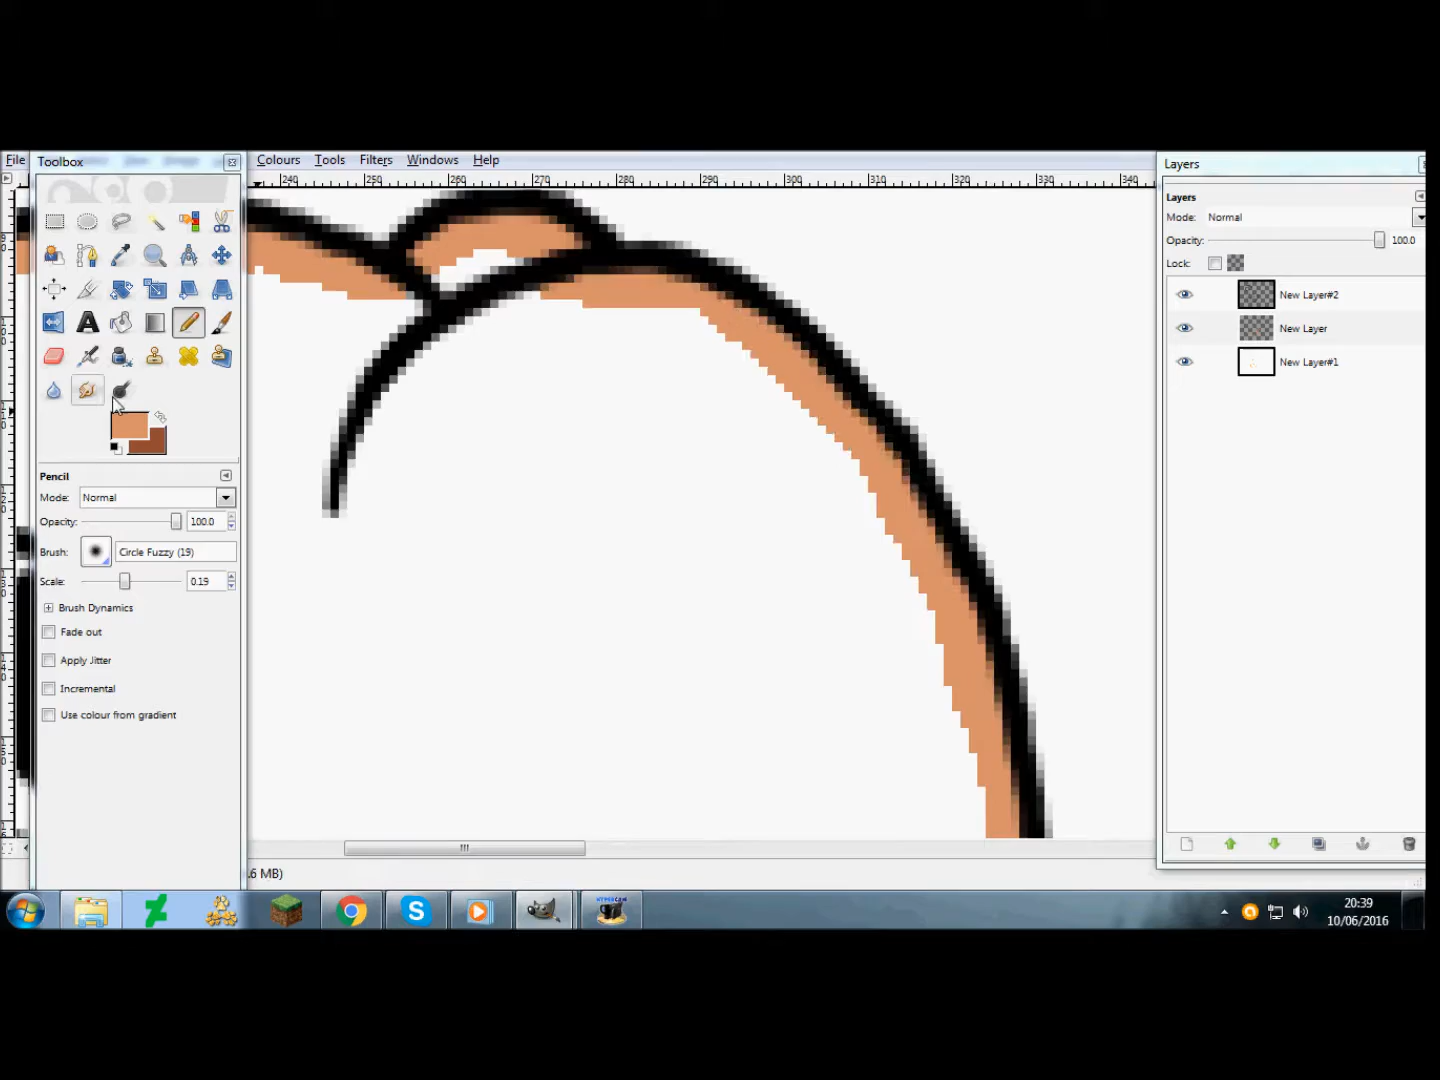 File Toolbox Colours Tools Filters Windows Help
Layers
240 250 260 270 280 290 300 310 320 330 340
Layers
Mode: Normal
Opacity: 100.0
Lock:
New Layer#2
New Layer
New Layer#1
Pencil
Mode: Normal
Opacity: 100.0
Brush: Circle Fuzzy (19)
Scale: 0.19
Brush Dynamics
Fade out
Apply Jitter
Incremental
Use colour from gradient
.6 MB)
HYPERCAM
20:39
10/06/2016